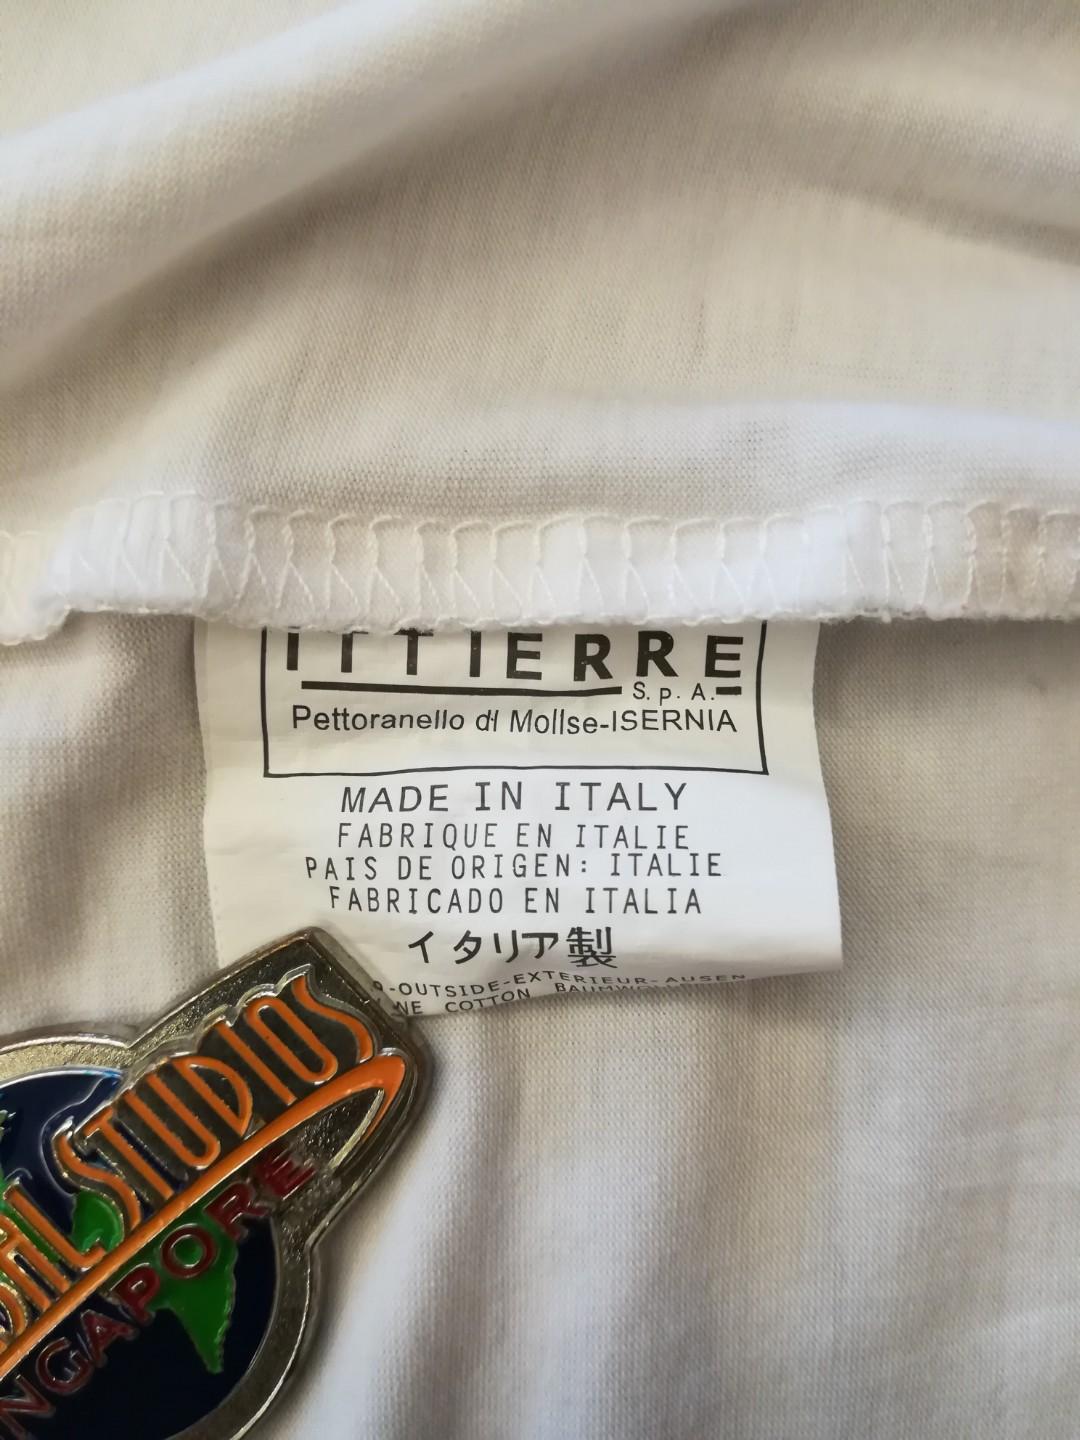 ITTIERRE
S.p.A.
Pettoranello di Molise-ISERNIA
MADE IN ITALY
FABRIQUE EN ITALIE
PAIS DE ORIGEN: ITALIE
FABRICADO EN ITALIA
イタリア製
-OUTSIDE-EXTERIEUR-AUSEN
COTTON
STUDIOS